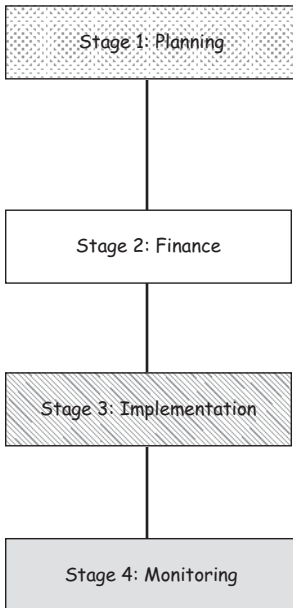 Stage 1: Planning
Stage 2: Finance
Stage 3: Implementation
Stage 4: Monitoring